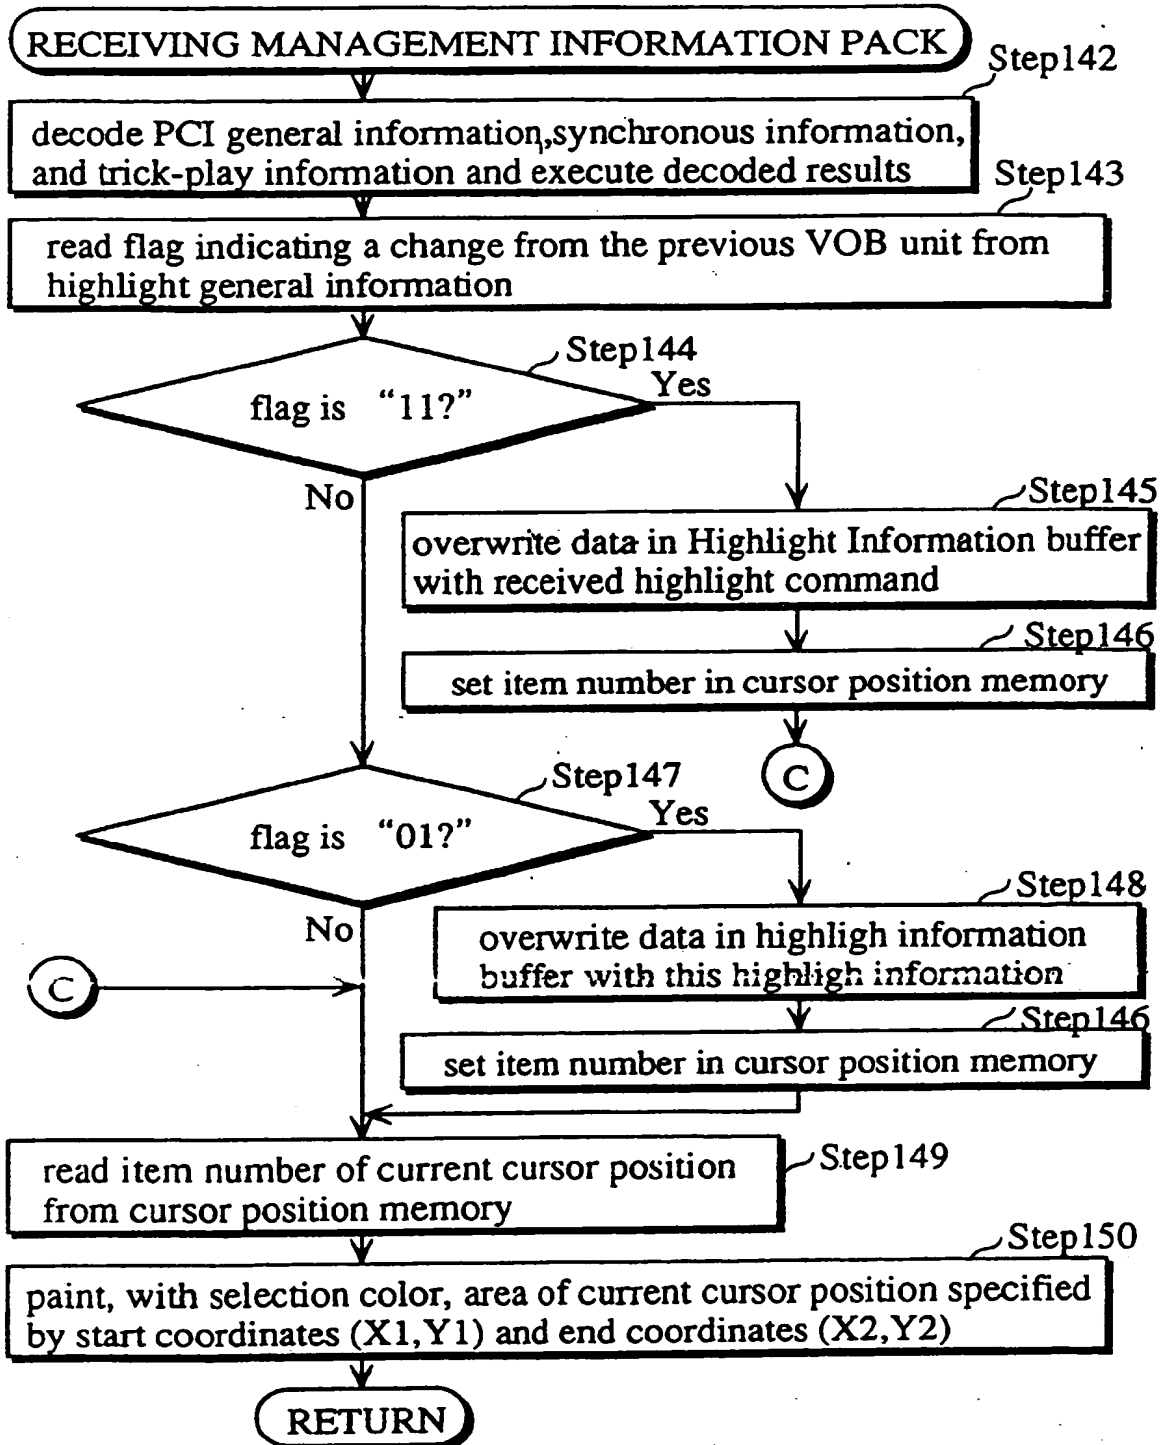 RECEIVING MANAGEMENT INFORMATION PACK
Step142
decode PCI general information,synchronous information,
and trick-play information and execute decoded results
Step143
read flag indicating a change from the previous VOB unit from
highlight general information
Step144
flag is “11?”
Yes
No
Step145
overwrite data in Highlight Information buffer
with received highlight command
Step146
set item number in cursor position memory
C
Step147
flag is “01?”
Yes
No
Step148
overwrite data in highligh information
buffer with this highligh information
C
Step146
set item number in cursor position memory
read item number of current cursor position
from cursor position memory
Step149
Step150
paint, with selection color, area of current cursor position specified
by start coordinates (X1,Y1) and end coordinates (X2,Y2)
RETURN